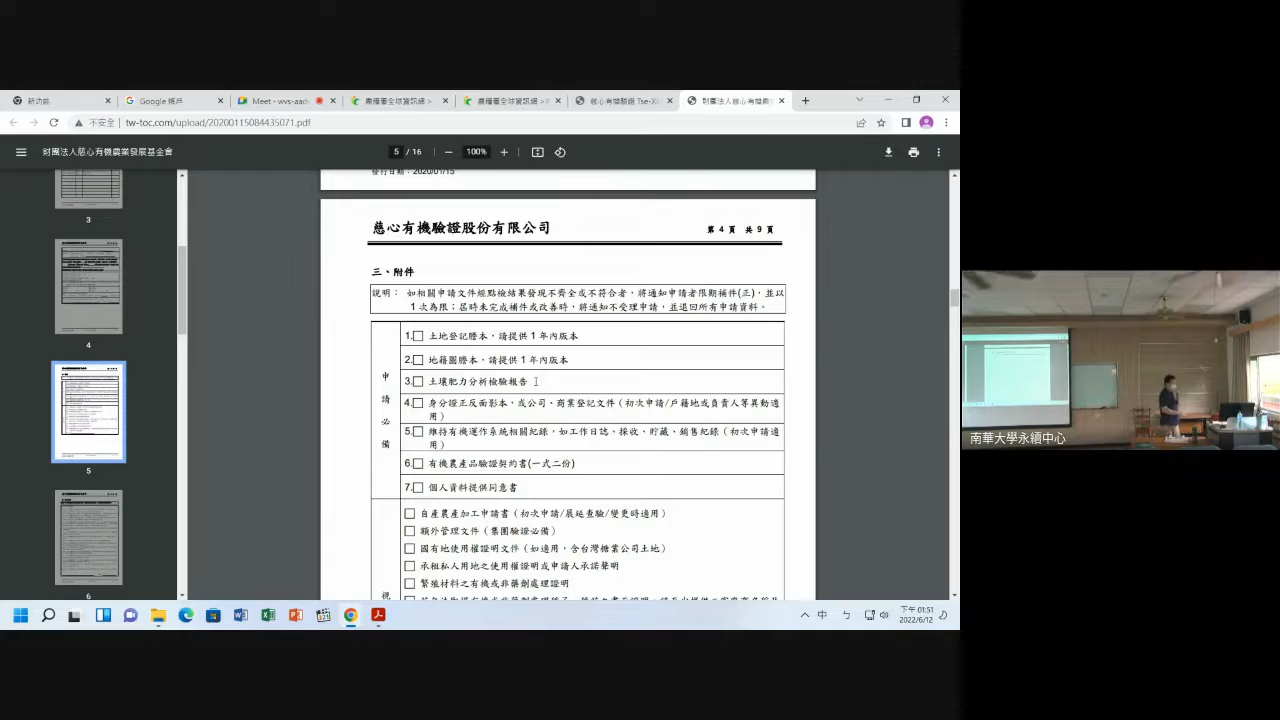 新功能
Google 帳戶
Meet - wvs-aad
農糧署全球資訊網 >
農糧署全球資訊網 >
慈心有機驗證 Tse-Xi
財團法人慈心有機農
不安全 | tw-toc.com/upload/20200115084435071.pdf
財團法人慈心有機農業發展基金會
5 / 16
100%
發行日期：2020/01/15
慈心有機驗證股份有限公司
第 4 頁 共 9 頁
三、附件
說明： 如相關申請文件經點檢結果發現不齊全或不符合者，將通知申請者限期補件(正)，並以
1 次為限；屆時未完成補件或改善時，將通知不受理申請，並退回所有申請資料。
申請必備
1.□ 土地登記謄本，請提供 1 年內版本
2.□ 地籍圖謄本，請提供 1 年內版本
3.□ 土壤肥力分析檢驗報告
4.□ 身分證正反面影本、或公司、商業登記文件（初次申請/戶籍地或負責人等異動適
用）
5.□ 維持有機運作系統相關紀錄，如工作日誌，採收，貯藏、銷售紀錄（初次申請適
用）
6.□ 有機農產品驗證契約書(一式二份)
7.□ 個人資料提供同意書
視
□ 自產農產加工申請書（初次申請/展延查驗/變更時適用）
□ 額外管理文件（集團驗證必備）
□ 國有地使用權證明文件（如適用，含台灣糖業公司土地）
□ 承租私人用地之使用權證明或申請人承諾聲明
□ 繁殖材料之有機或非藥劑處理證明
3
4
5
6
中
下午 01:51
2022/6/12
南華大學永續中心